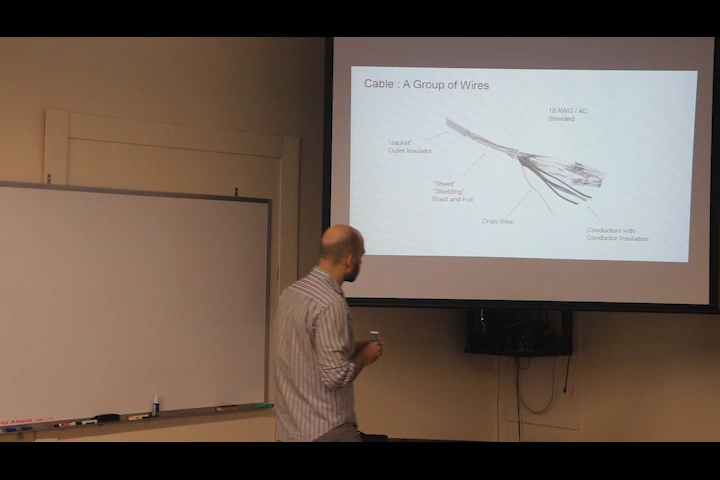 Cable : A Group of Wires
18 AWG / 4C
Shielded
"Jacket"
Outer Insulator
"Shield"
"Shielding"
Braid and Foil
Drain Wire
Conductors with
Conductor Insulation